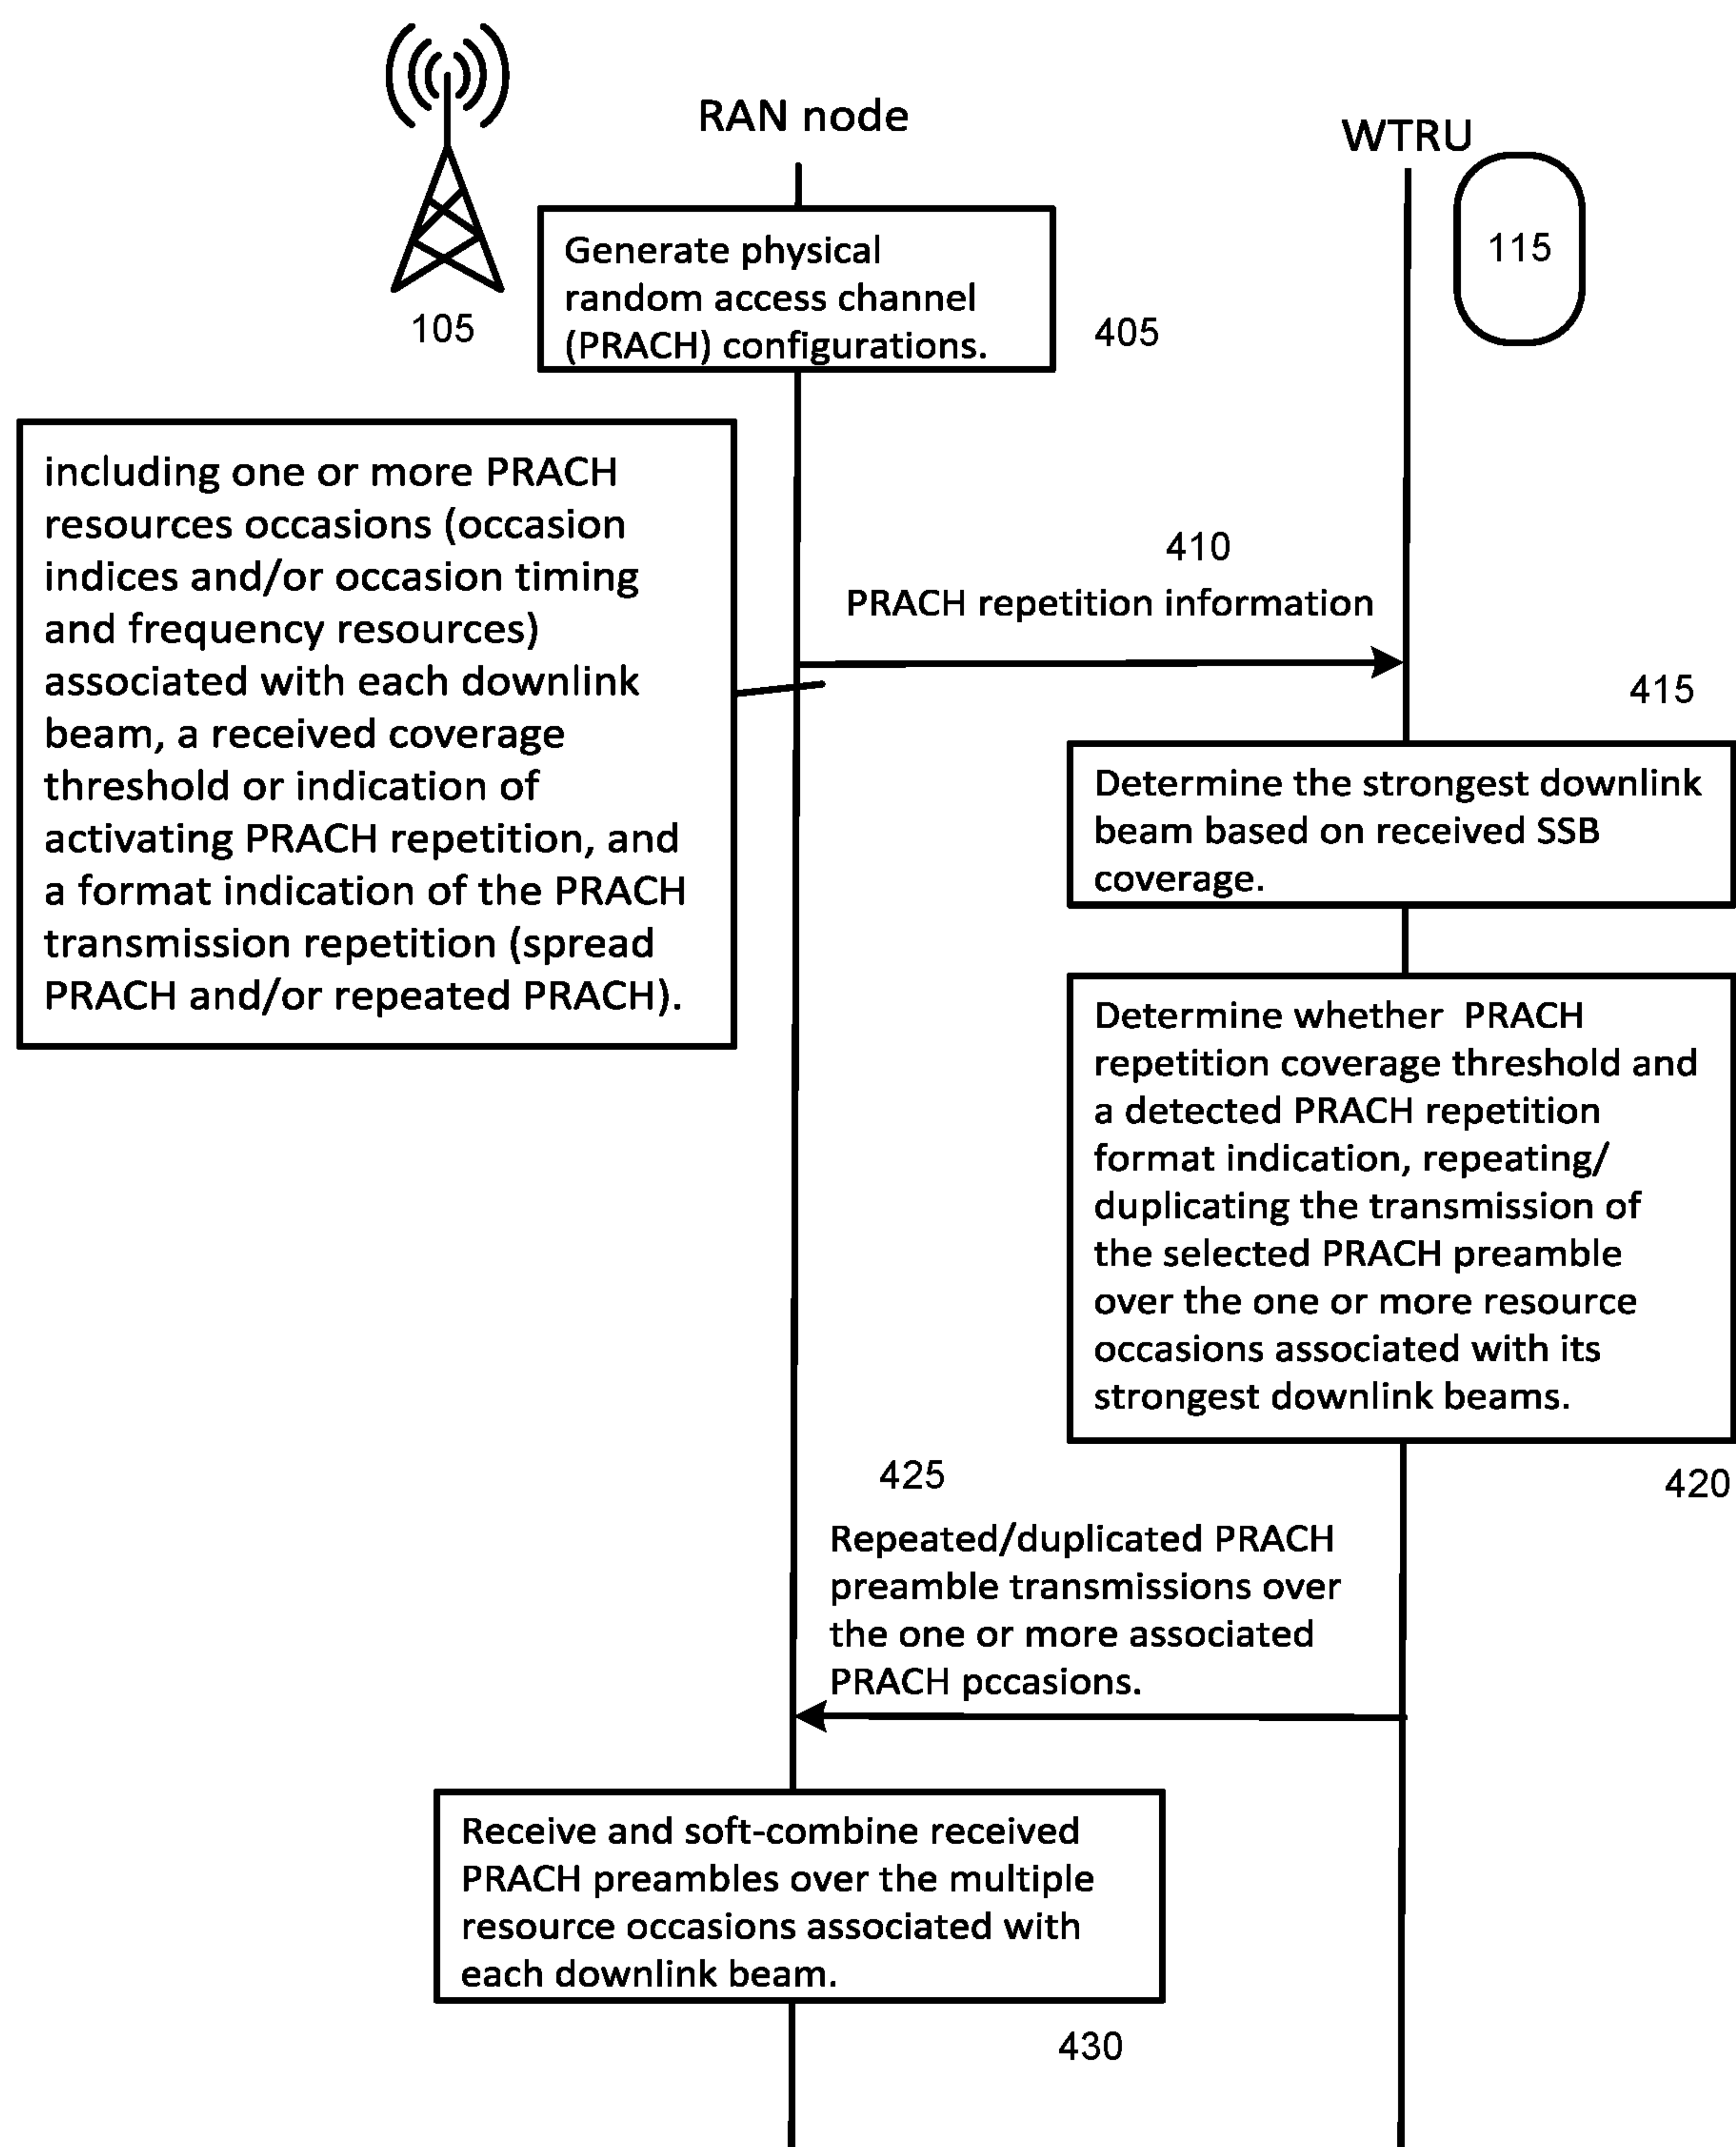 RAN node
WTRU
105
115
Generate physical
random access channel
(PRACH) configurations.
405
including one or more PRACH
resources occasions (occasion
indices and/or occasion timing
and frequency resources)
associated with each downlink
beam, a received coverage
threshold or indication of
activating PRACH repetition, and
a format indication of the PRACH
transmission repetition (spread
PRACH and/or repeated PRACH).
410
PRACH repetition information
415
Determine the strongest downlink
beam based on received SSB
coverage.
Determine whether PRACH
repetition coverage threshold and
a detected PRACH repetition
format indication, repeating/
duplicating the transmission of
the selected PRACH preamble
over the one or more resource
occasions associated with its
strongest downlink beams.
420
425
Repeated/duplicated PRACH
preamble transmissions over
the one or more associated
PRACH pccasions.
Receive and soft-combine received
PRACH preambles over the multiple
resource occasions associated with
each downlink beam.
430